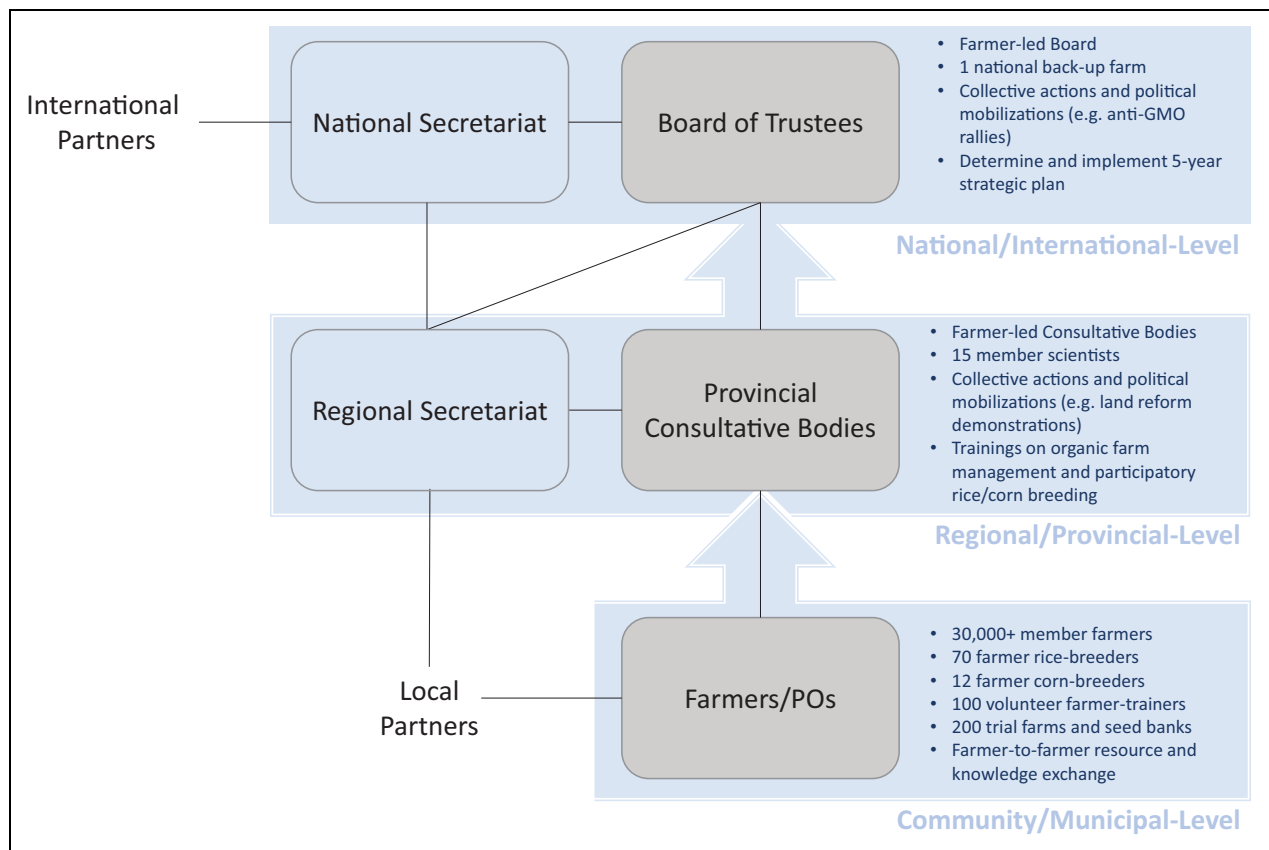 International
Partners
National Secretariat
Board of Trustees
• Farmer-led Board
• 1 national back-up farm
• Collective actions and political
mobilizations (e.g. anti-GMO
rallies)
• Determine and implement 5-year
strategic plan
National/International-Level
Regional Secretariat
Provincial
Consultative Bodies
• Farmer-led Consultative Bodies
• 15 member scientists
• Collective actions and political
mobilizations (e.g. land reform
demonstrations)
• Trainings on organic farm
management and participatory
rice/corn breeding
Regional/Provincial-Level
Local
Partners
Farmers/POs
• 30,000+ member farmers
• 70 farmer rice-breeders
• 12 farmer corn-breeders
• 100 volunteer farmer-trainers
• 200 trial farms and seed banks
• Farmer-to-farmer resource and
knowledge exchange
Community/Municipal-Level